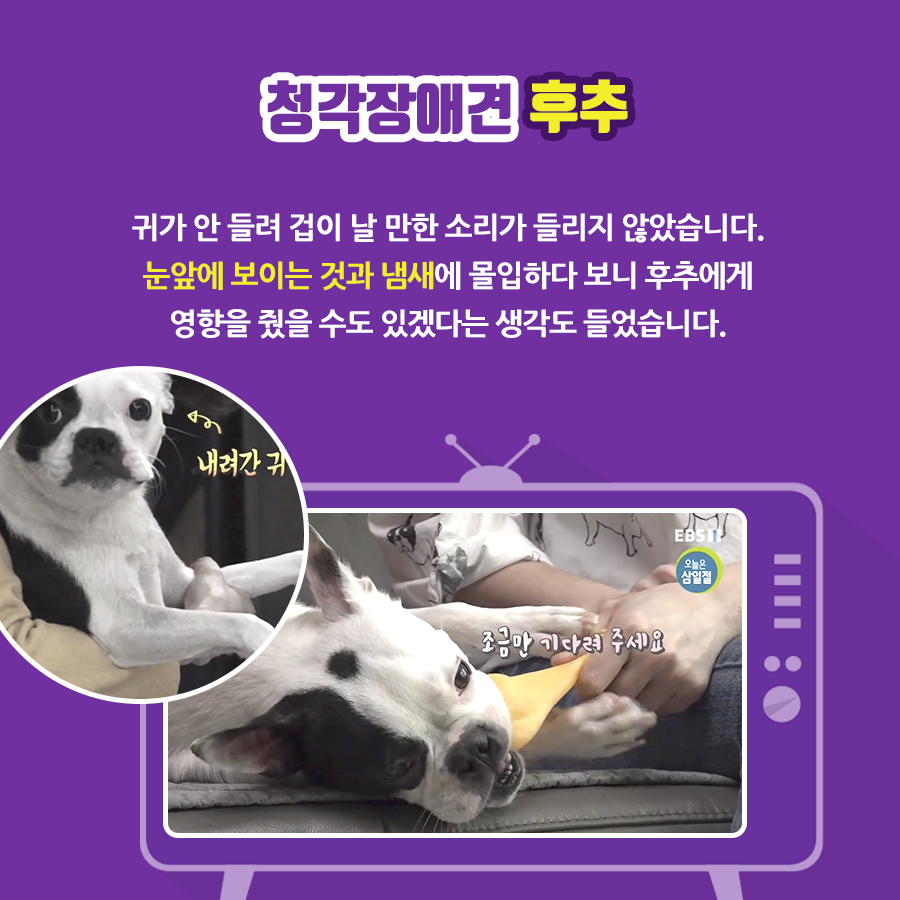 청각장애견 후추
귀가 안 들려 겁이 날 만한 소리가 들리지 않았습니다.
눈앞에 보이는 것과 냄새에 몰입하다 보니 후추에게
영향을 줬을 수도 있겠다는 생각도 들었습니다.
내려간 귀
EBS1
오늘은
삼일절
조금만 기다려 주세요